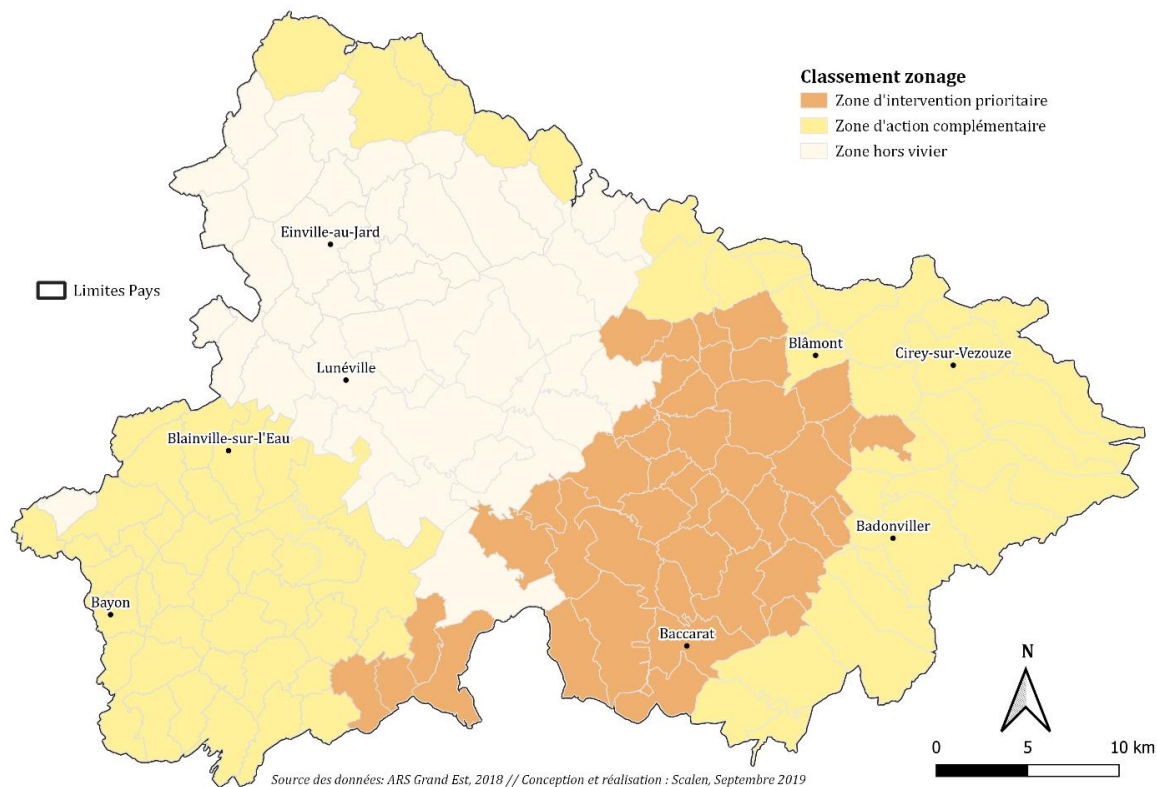 Classement zonage
Zone d'intervention prioritaire
Zone d'action complémentaire
Zone hors vivier
Einville-au-Jard
Limites Pays
Blâmont
Cirey-sur-Vezouze
Lunéville
Blainville-sur-l'Eau
Badonviller
Bayon
Baccarat
N
0 5 10 km
Source des données: ARS Grand Est, 2018 // Conception et réalisation : Scalen, Septembre 2019